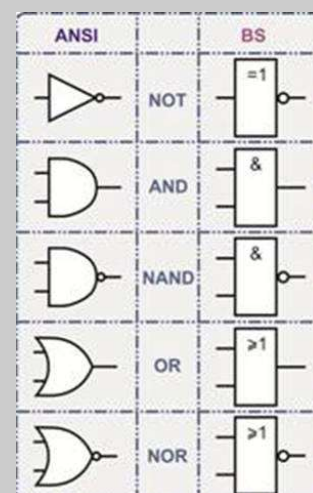 ANSI BS
NOT =1
AND &
NAND &
OR ⩾1
NOR ⩾1